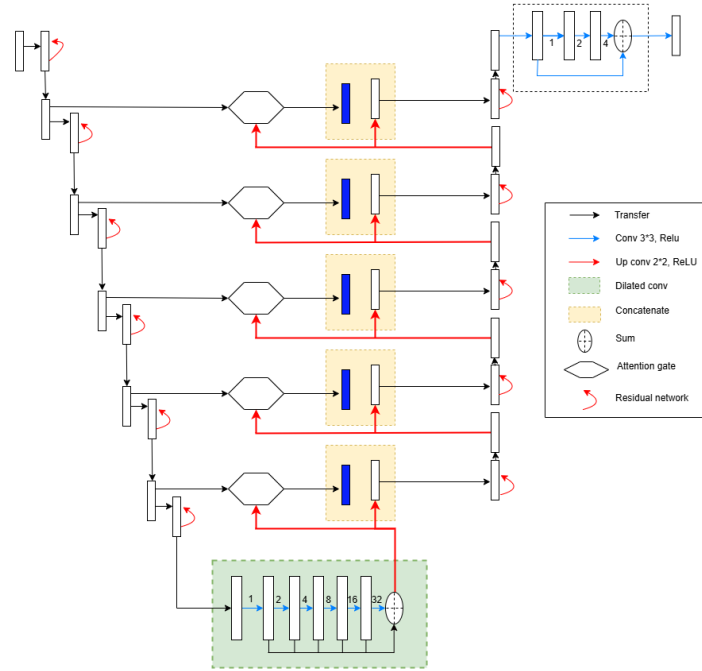 1 2 4
Transfer
Conv 3*3, Relu
Up conv 2*2, ReLU
Dilated conv
Concatenate
Sum
Attention gate
Residual network
1 2 4 8 16 32